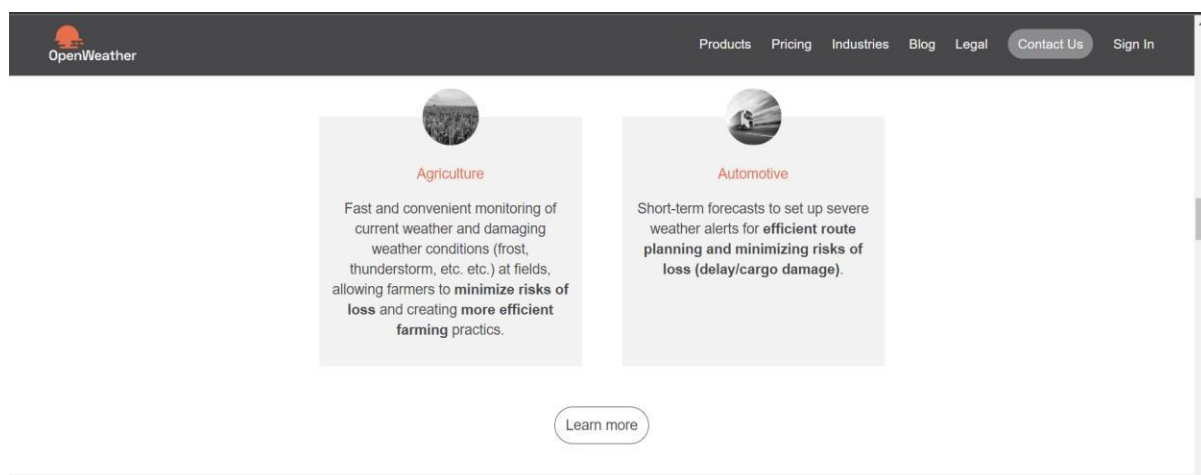 OpenWeather
Products Pricing Industries Blog Legal Contact Us Sign In
Agriculture
Fast and convenient monitoring of
current weather and damaging
weather conditions (frost,
thunderstorm, etc. etc.) at fields,
allowing farmers to minimize risks of
loss and creating more efficient
farming practics.
Automotive
Short-term forecasts to set up severe
weather alerts for efficient route
planning and minimizing risks of
loss (delay/cargo damage).
Learn more